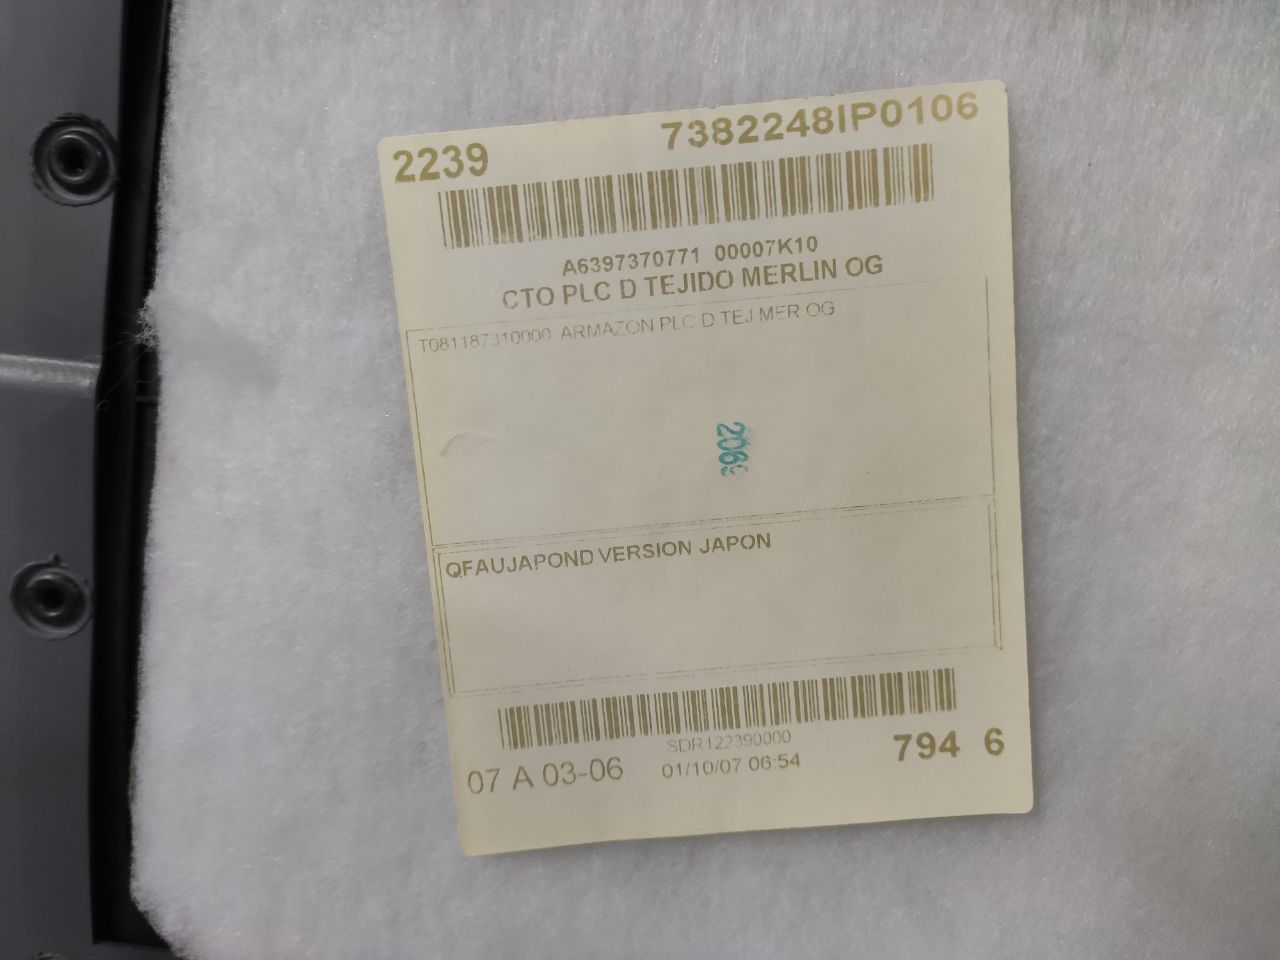 2239 7382248IP0106
A6397370771 00007K10
CTO PLC D TEJIDO MERLIN OG
T081187310000 ARMAZON PLC D TEJ MER OG
QFAUJAPOND VERSION JAPON
SDR122390000
07 A 03-06 01/10/07 06:54 794 6